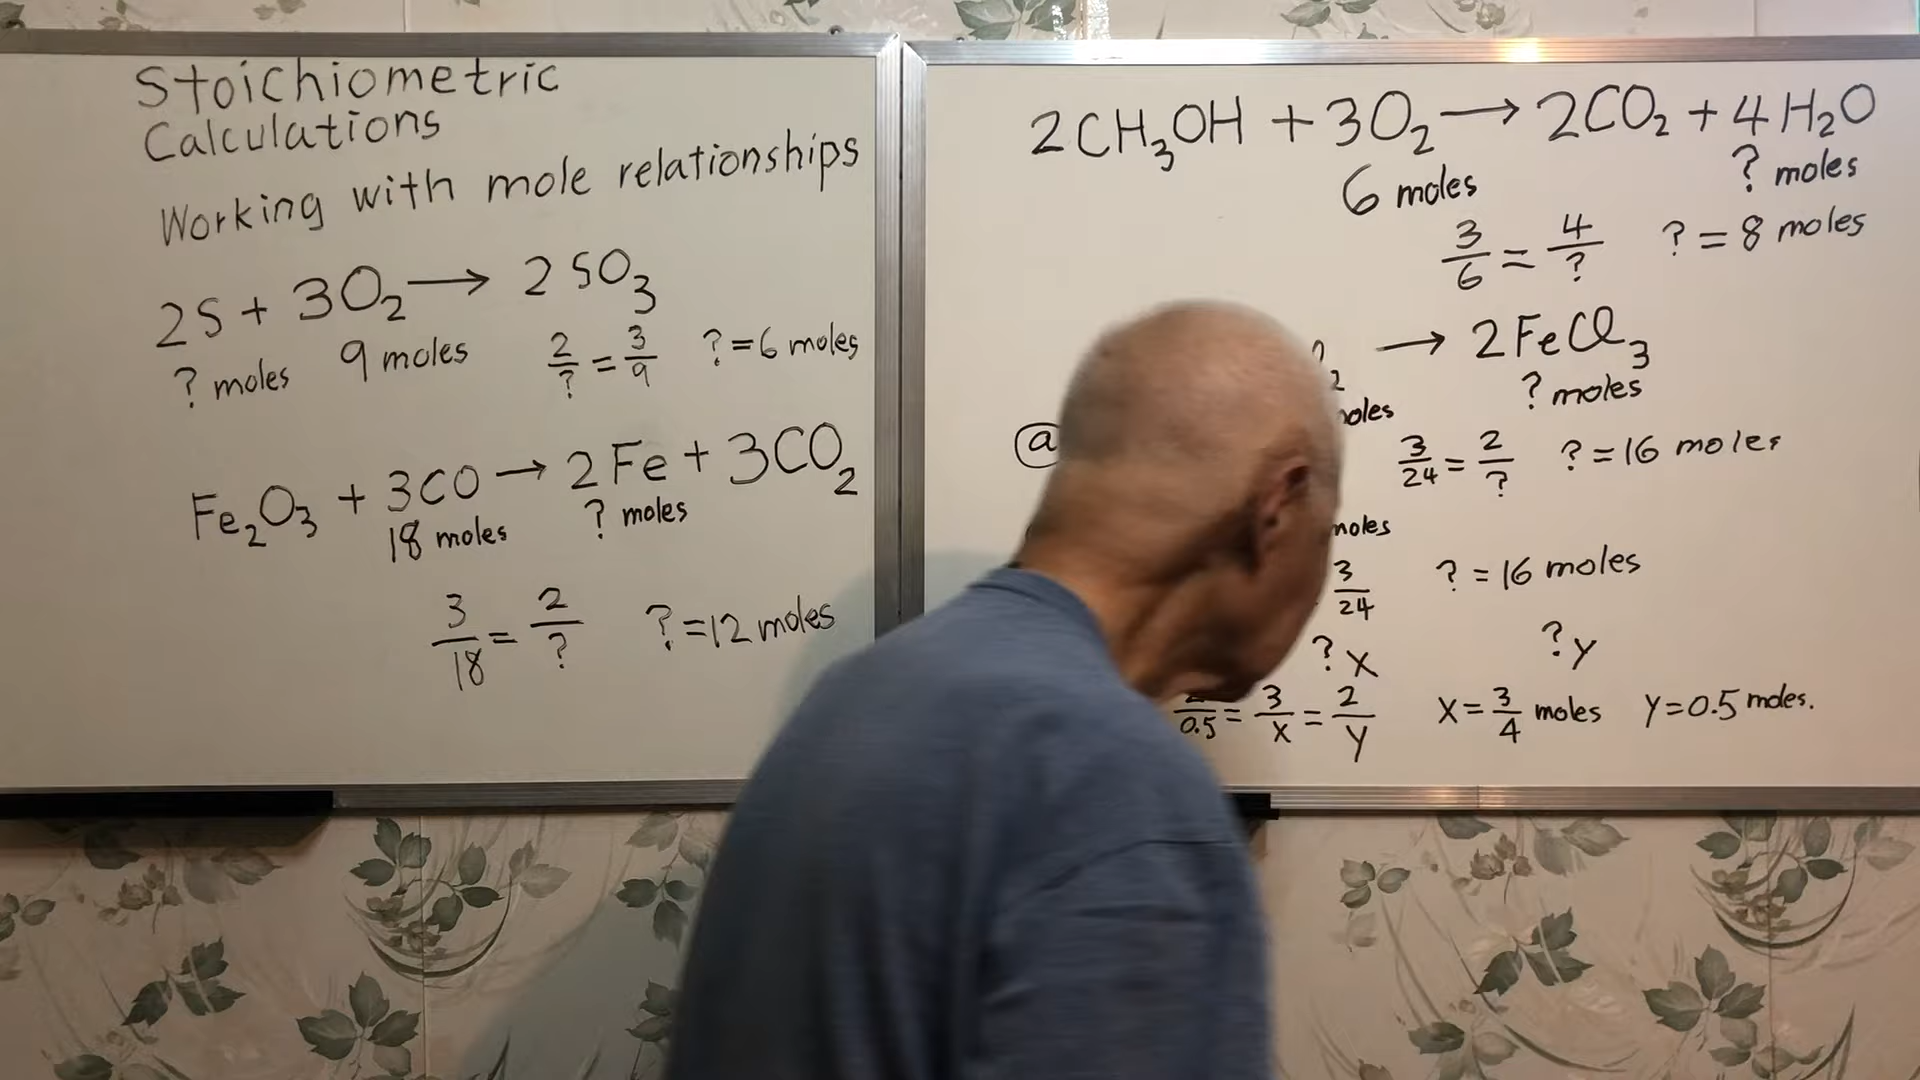 Stoichiometric
Calculations
Working with mole relationships
2S + 3O₂ → 2SO₃
? moles 9 moles 2/? = 3/9 ? = 6 moles
Fe₂O₃ + 3CO → 2Fe + 3CO₂
18 moles ? moles
3/18 = 2/? ? = 12 moles
2CH₃OH + 3O₂ → 2CO₂ + 4H₂O
6 moles ? moles
3/6 = 4/? ? = 8 moles
→ 2FeCl₃
? moles
ⓐ 3/24 = 2/? ? = 16 moles
3/24 ? = 16 moles
? X ? Y
/0.5 = 3/X = 2/Y X = 3/4 moles Y = 0.5 moles.